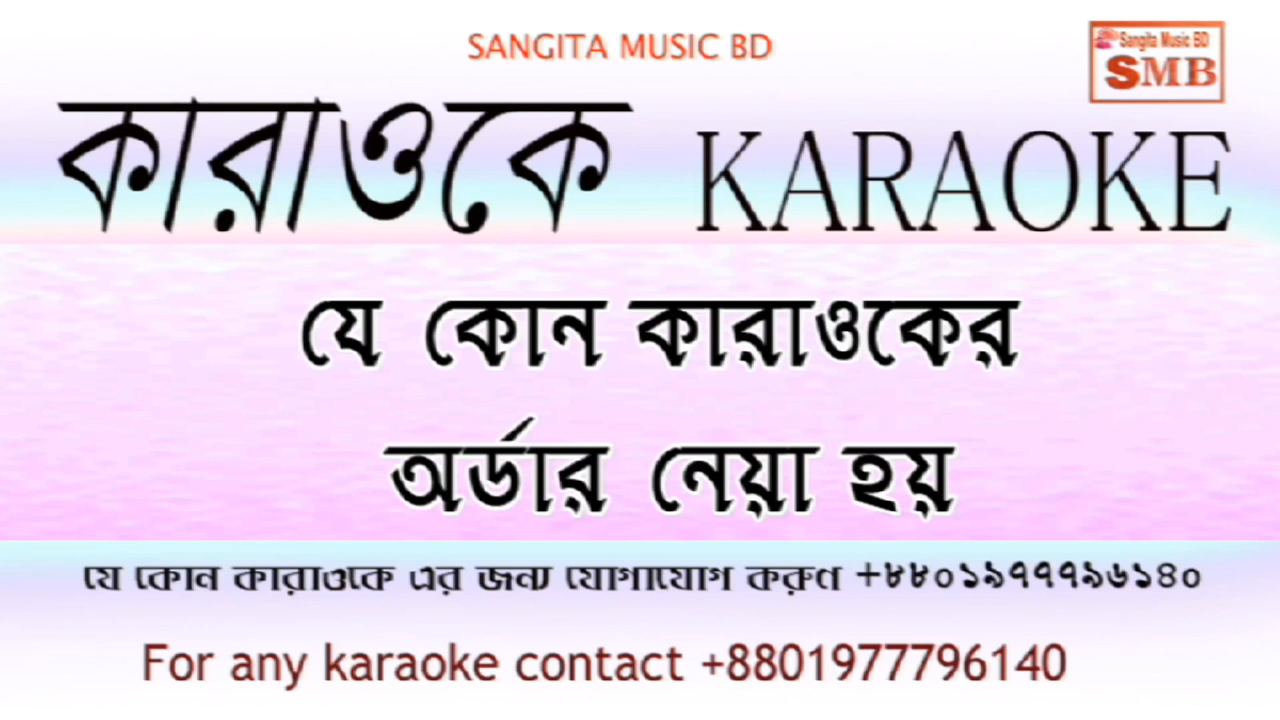 SANGITA MUSIC BD
Sangita Music BD
SMB
কারাওকে KARAOKE
যে কোন কারাওকের
অর্ডার নেয়া হয়
যে কোন কারাওকে এর জন্য যোগাযোগ করুণ +৮৮০১৯৭৭৭৯৬১৪০
For any karaoke contact +8801977796140